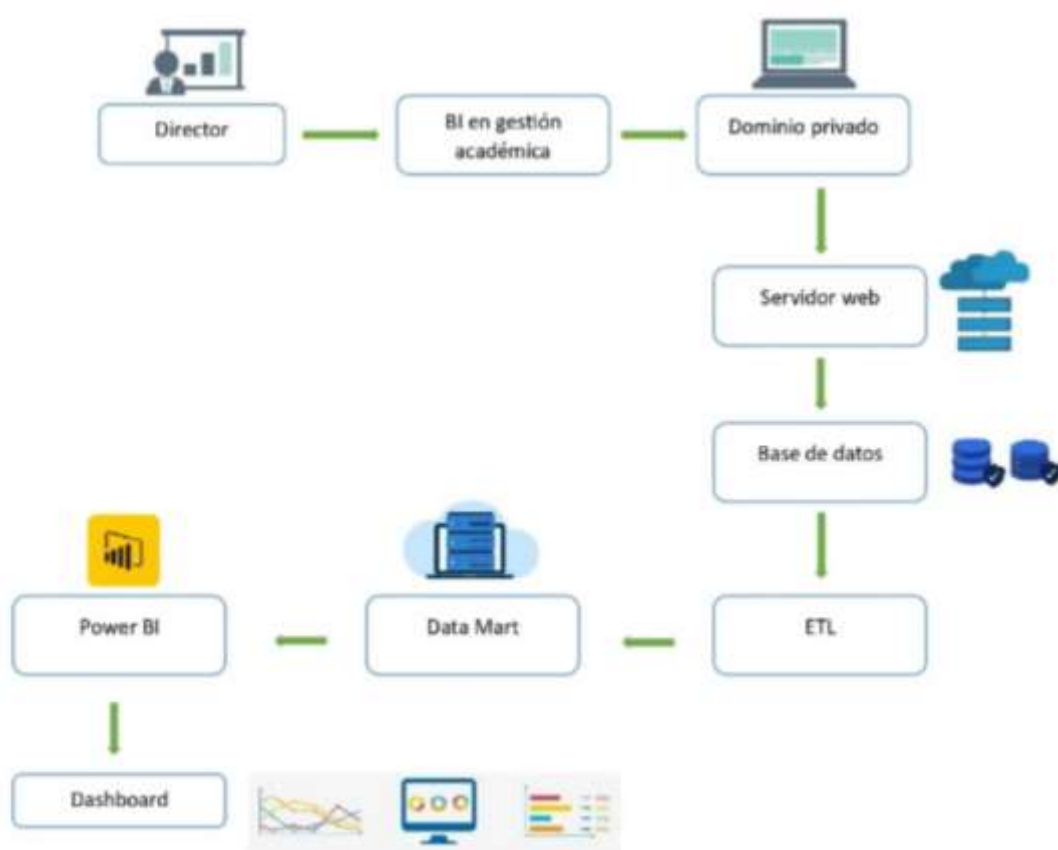 Director
BI en gestión
académica
Dominio privado
Servidor web
Base de datos
ETL
Data Mart
Power BI
Dashboard